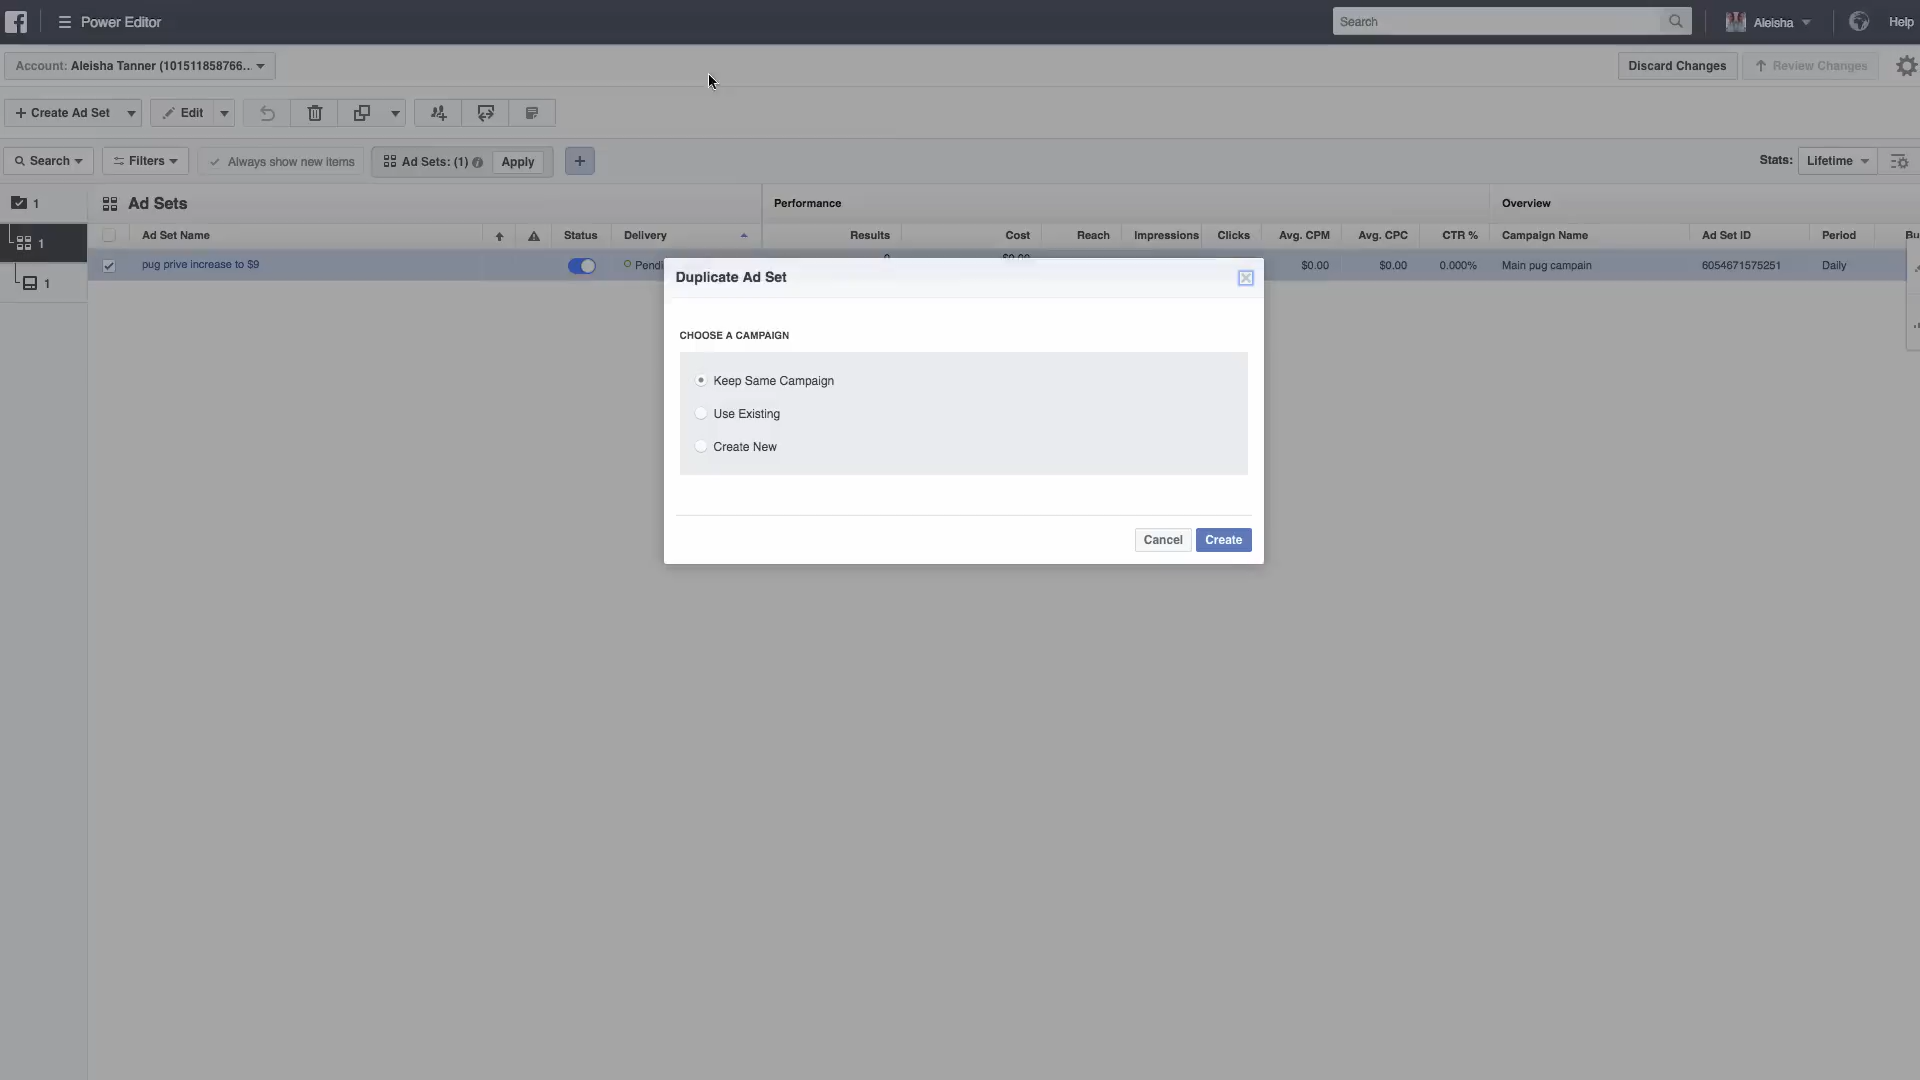 Power Editor
Search
Aleisha
Help
Account: Aleisha Tanner (101511858766..
Discard Changes
Review Changes
+ Create Ad Set
Edit
Search
Filters
Always show new items
Ad Sets: (1)
Apply
+
Stats:
Lifetime
1
Ad Sets
Performance
Overview
1
Ad Set Name
Status
Delivery
Results
Cost
Reach
Impressions
Clicks
Avg. CPM
Avg. CPC
CTR %
Campaign Name
Ad Set ID
Period
Bu
pug prive increase to $9
Pendi
$0.00
$0.00
0.000%
Main pug campain
6054671575251
Daily
1
Duplicate Ad Set
CHOOSE A CAMPAIGN
Keep Same Campaign
Use Existing
Create New
Cancel
Create